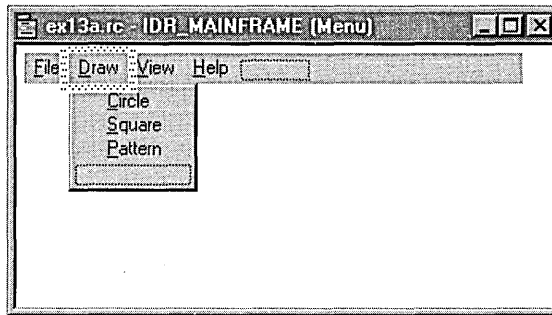 ex13a.rc - IDR_MAINFRAME (Menu)
File Draw View Help
Circle
Square
Pattern